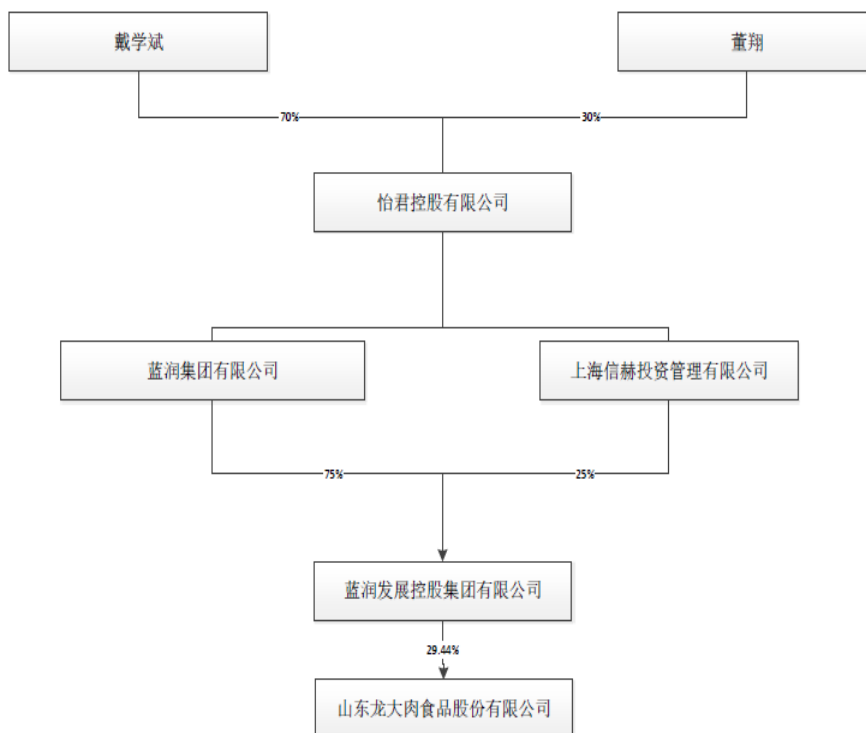 戴学斌
董翔
70%
30%
怡君控股有限公司
蓝润集团有限公司
上海信赫投资管理有限公司
75%
25%
蓝润发展控股集团有限公司
29.44%
山东龙大肉食品股份有限公司